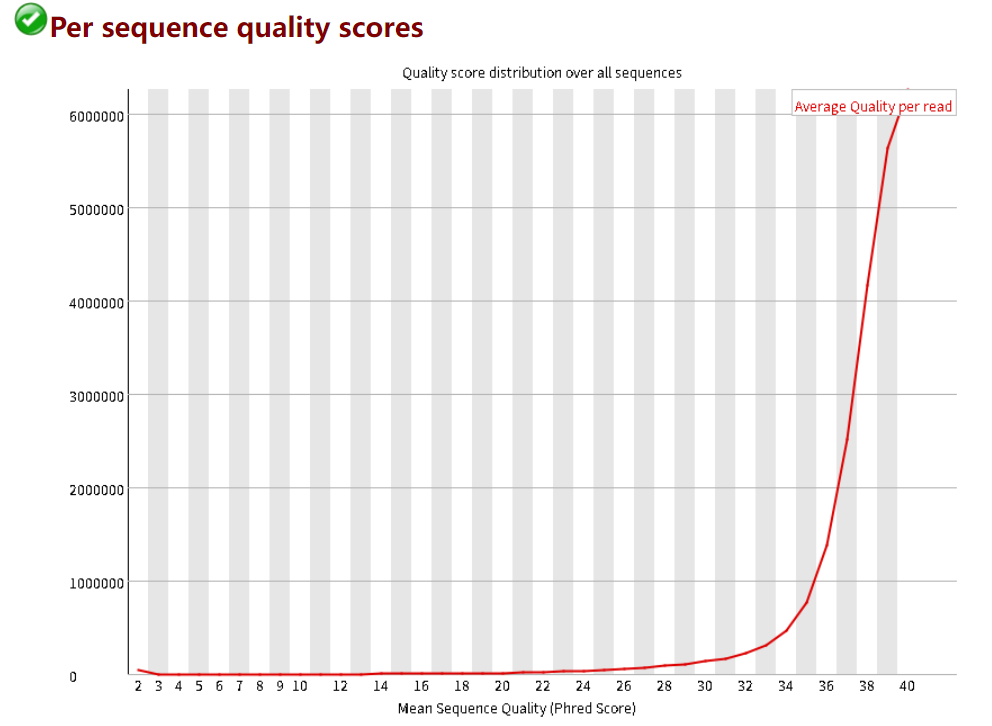 Per sequence quality scores
Quality score distribution over all sequences
Average Quality per read
6000000
5000000
4000000
3000000
2000000
1000000
0
2 3 4 5 6 7 8 9 10 12 14 16 18 20 22 24 26 28 30 32 34 36 38 40
Mean Sequence Quality (Phred Score)